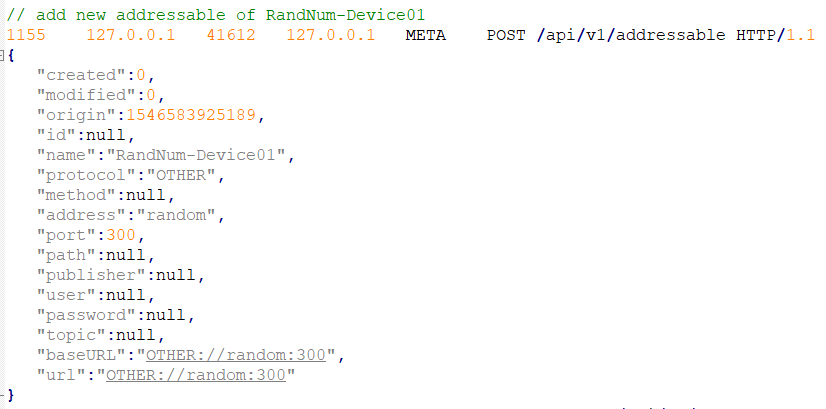 // add new addressable of RandNum-Device01
1155 127.0.0.1 41612 127.0.0.1 META POST /api/v1/addressable HTTP/1.1
{
"created":0,
"modified":0,
"origin":1546583925189,
"id":null,
"name":"RandNum-Device01",
"protocol":"OTHER",
"method":null,
"address":"random",
"port":300,
"path":null,
"publisher":null,
"user":null,
"password":null,
"topic":null,
"baseURL":"OTHER://random:300",
"url":"OTHER://random:300"
}